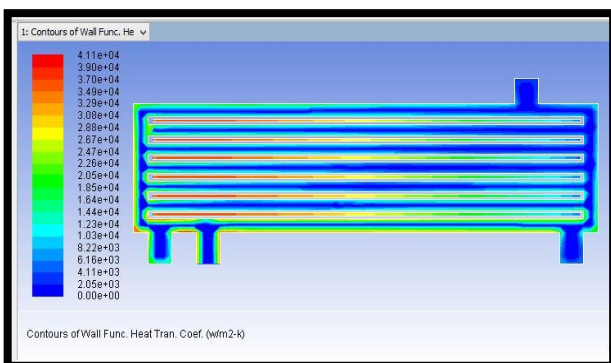 1: Contours of Wall Func. He
4.11e+04
3.90e+04
3.70e+04
3.49e+04
3.29e+04
3.08e+04
2.88e+04
2.67e+04
2.47e+04
2.26e+04
2.05e+04
1.85e+04
1.64e+04
1.44e+04
1.23e+04
1.03e+04
8.22e+03
6.16e+03
4.11e+03
2.05e+03
0.00e+00
Contours of Wall Func. Heat Tran. Coef. (w/m2-k)